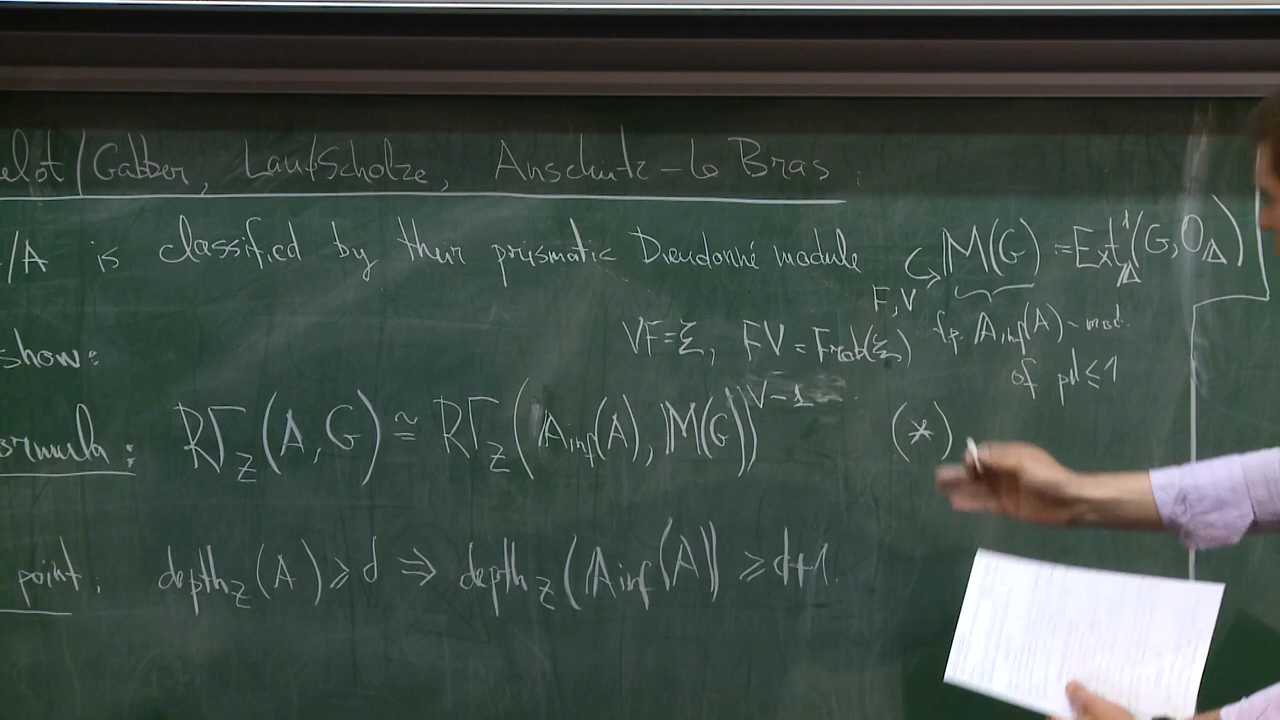 elot/Gabber, Lau/Scholze, Anschütz–Le Bras.
/A is classified by their prismatic Dieudonné module M(G) = Ext¹_Δ(G, O_Δ)
F, V
VF=ξ, FV=Frob(ξ) f.p. A_inf(A)-mod. of pd≤1
show:
ormula: RΓ_Z(A, G) ≃ RΓ_Z(A_inf(A), M(G))^{V-1} (*)
point. depth_Z(A) ≥ d ⇒ depth_Z(A_inf(A)) ≥ d+1.